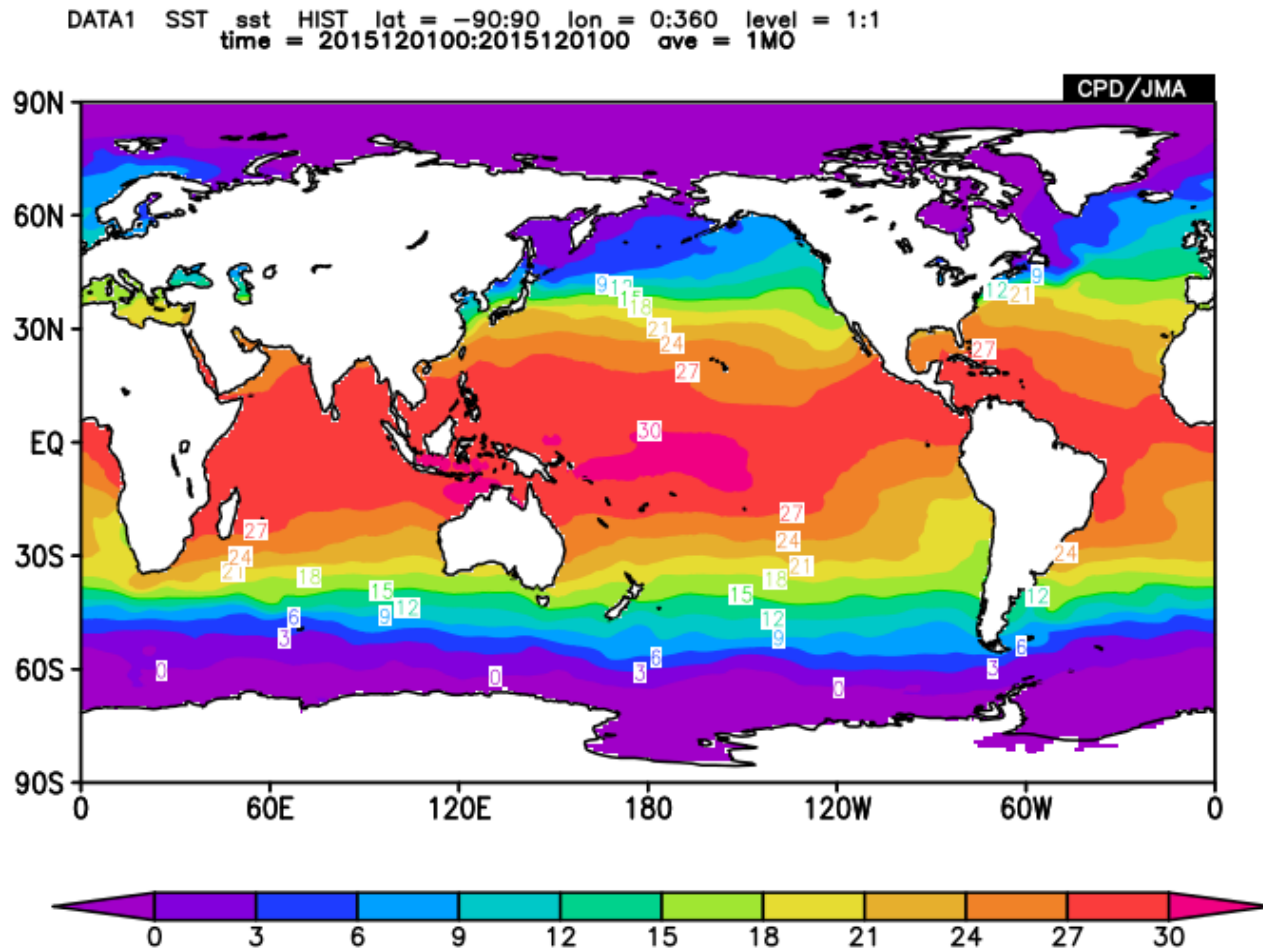 DATA1 SST sst HIST lat = -90:90 lon = 0:360 level = 1:1
time = 2015120100:2015120100 ave = 1MO
CPD/JMA
90N
60N
9
9 12
12 21
15
18
30N
21
24
27 27
30
EQ
27 27
24 24 24
30S
21 21
18 18
15 15 12
12 12
6 9 9
3 6 6
60S
0 0 3 0 3
90S
0 60E 120E 180 120W 60W 0
0 3 6 9 12 15 18 21 24 27 30